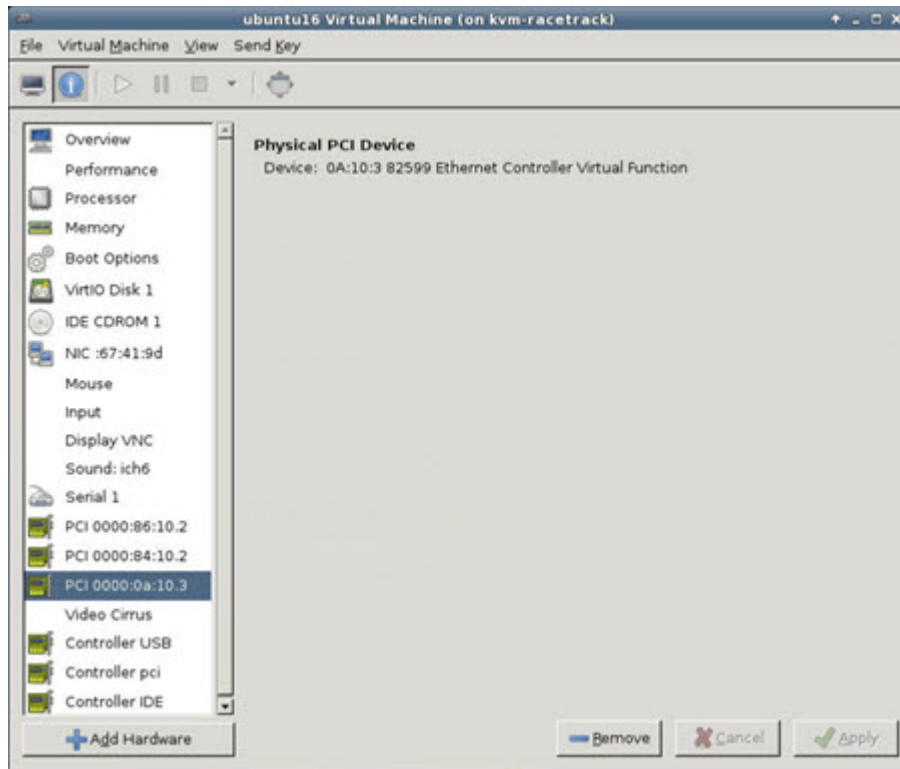 ubuntu16 Virtual Machine (on kvm-racetrack)
File Virtual Machine View Send Key
Overview
Performance
Processor
Memory
Boot Options
VirtIO Disk 1
IDE CDROM 1
NIC :67:41:9d
Mouse
Input
Display VNC
Sound: ich6
Serial 1
PCI 0000:86:10.2
PCI 0000:84:10.2
PCI 0000:0a:10.3
Video Cirrus
Controller USB
Controller pci
Controller IDE
Add Hardware
Physical PCI Device
Device: 0A:10:3 82599 Ethernet Controller Virtual Function
Remove Cancel Apply